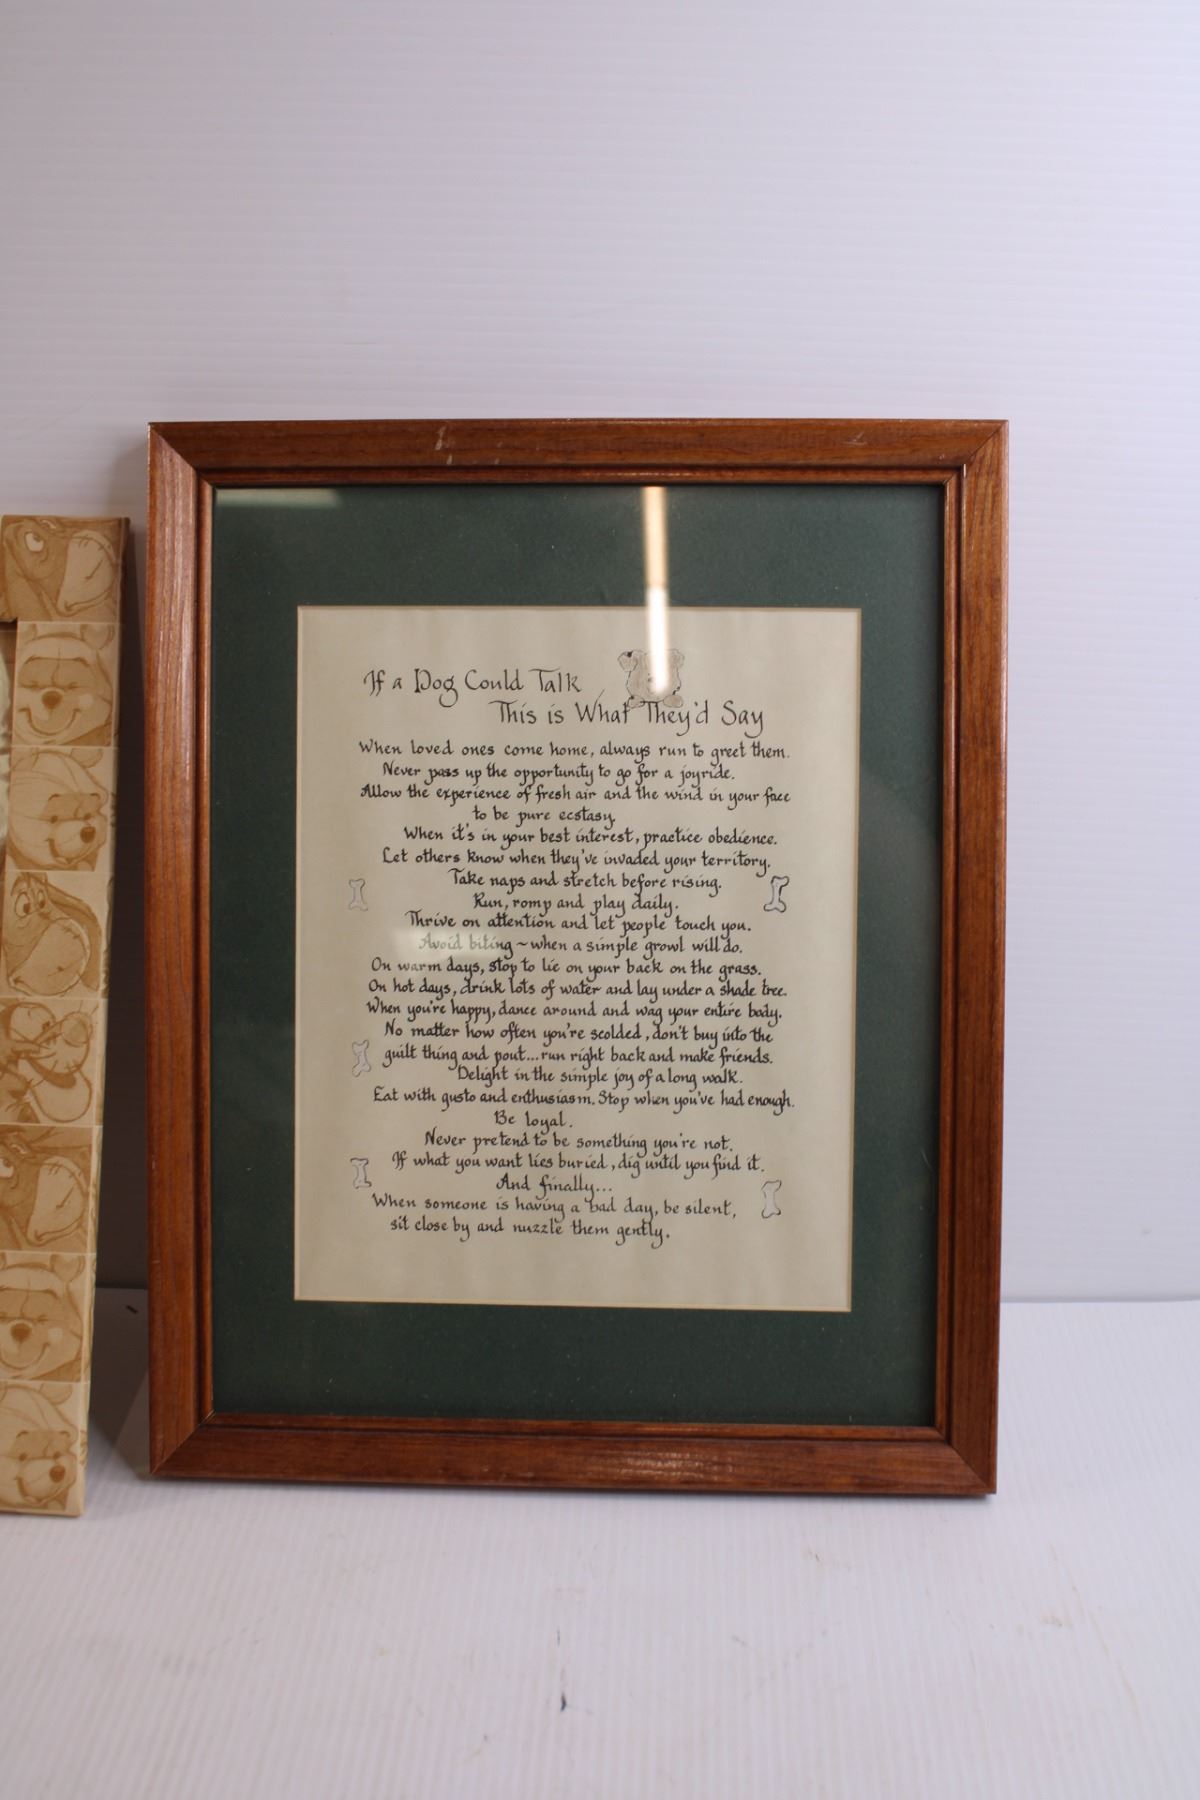 If a Dog Could Talk
This is What They'd Say
When loved ones come home, always run to greet them.
Never pass up the opportunity to go for a joyride.
Allow the experience of fresh air and the wind in your face
to be pure ecstasy.
When it's in your best interest, practice obedience.
Let others know when they've invaded your territory.
Take naps and stretch before rising.
Run, romp and play daily.
Thrive on attention and let people touch you.
Avoid biting ~ when a simple growl will do.
On warm days, stop to lie on your back on the grass.
On hot days, drink lots of water and lay under a shade tree.
When you're happy, dance around and wag your entire body.
No matter how often you're scolded, don't buy into the
guilt thing and pout... run right back and make friends.
Delight in the simple joy of a long walk.
Eat with gusto and enthusiasm. Stop when you've had enough.
Be loyal.
Never pretend to be something you're not.
If what you want lies buried, dig until you find it.
And finally...
When someone is having a bad day, be silent,
sit close by and nuzzle them gently.